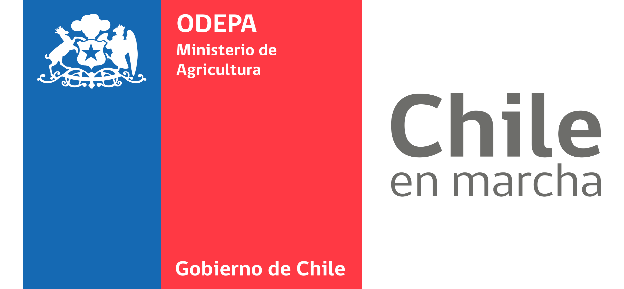 ODEPA
Ministerio de
Agricultura
Gobierno de Chile
Chile
en marcha